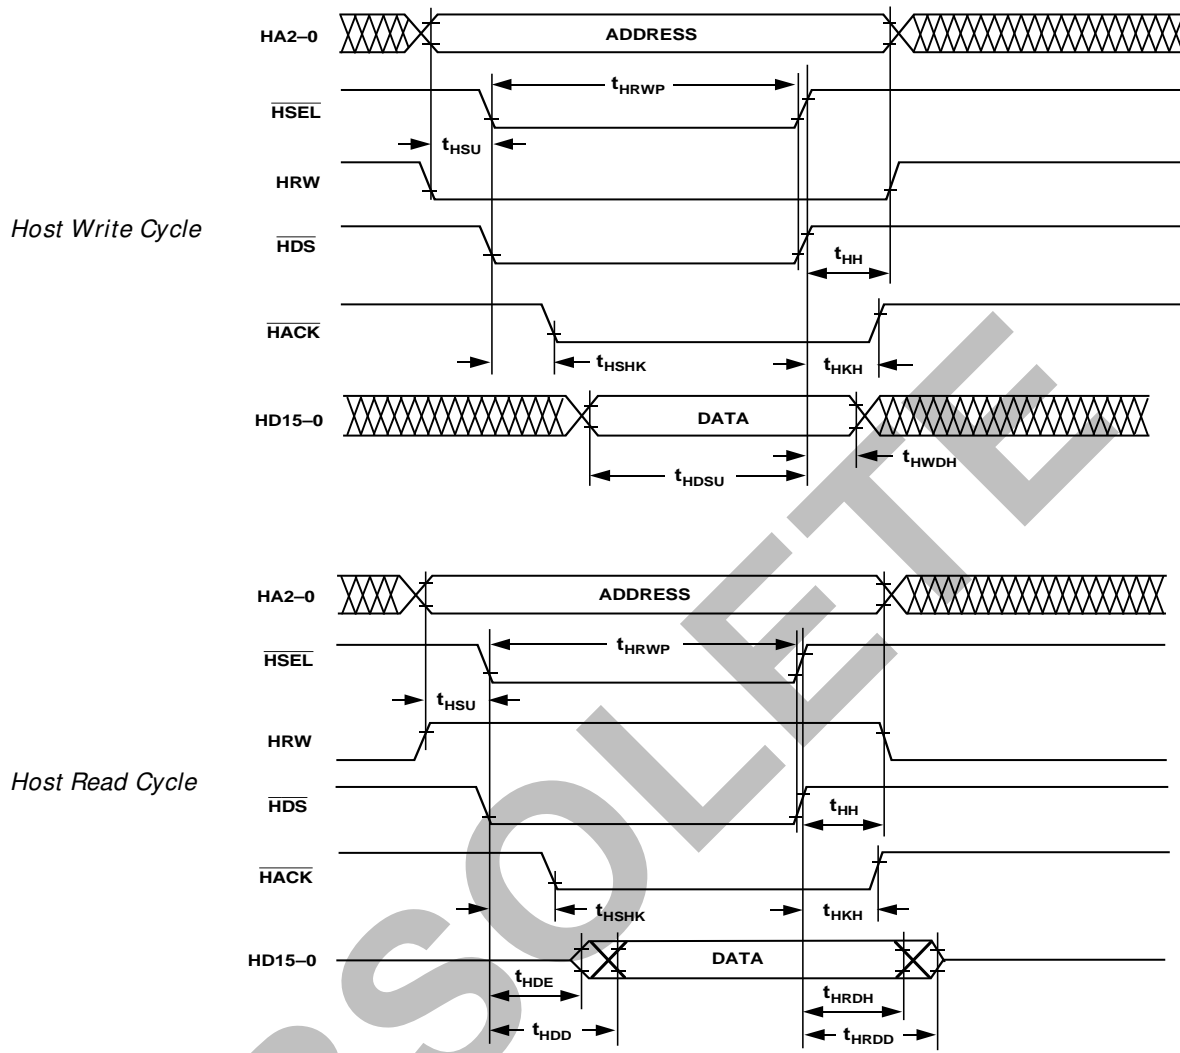 HA2–0 ADDRESS
HSEL tHRWP
tHSU
HRW
Host Write Cycle
HDS tHH
HACK
tHSHK tHKH
HD15–0 DATA
tHDSU tHWDH
HA2–0 ADDRESS
HSEL tHRWP
tHSU
HRW
Host Read Cycle
HDS tHH
HACK
tHSHK tHKH
HD15–0 DATA
tHDE tHRDH
tHDD tHRDD
SOLETE